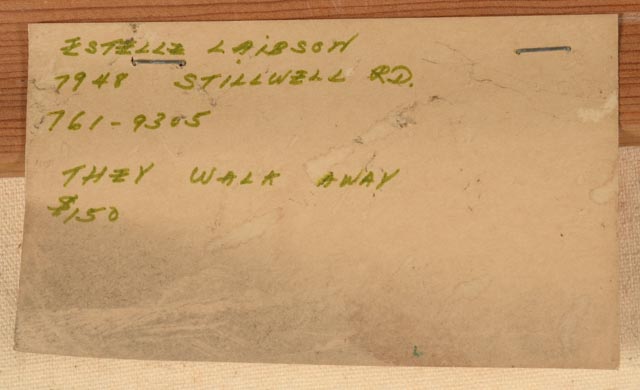 ESTELLE LAIBSON
7948 STILLWELL RD.
761-9305
THEY WALK AWAY
$150